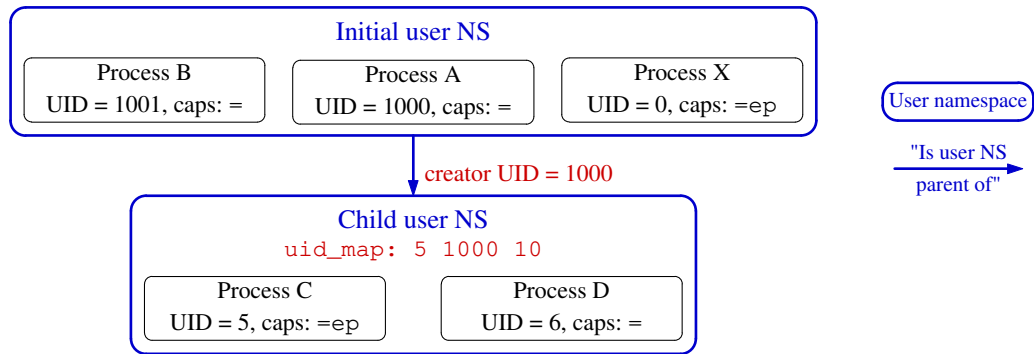 Initial user NS
Process B
UID = 1001, caps: =
Process A
UID = 1000, caps: =
Process X
UID = 0, caps: =ep
creator UID = 1000
Child user NS
uid_map: 5 1000 10
Process C
UID = 5, caps: =ep
Process D
UID = 6, caps: =
User namespace
"Is user NS
parent of"